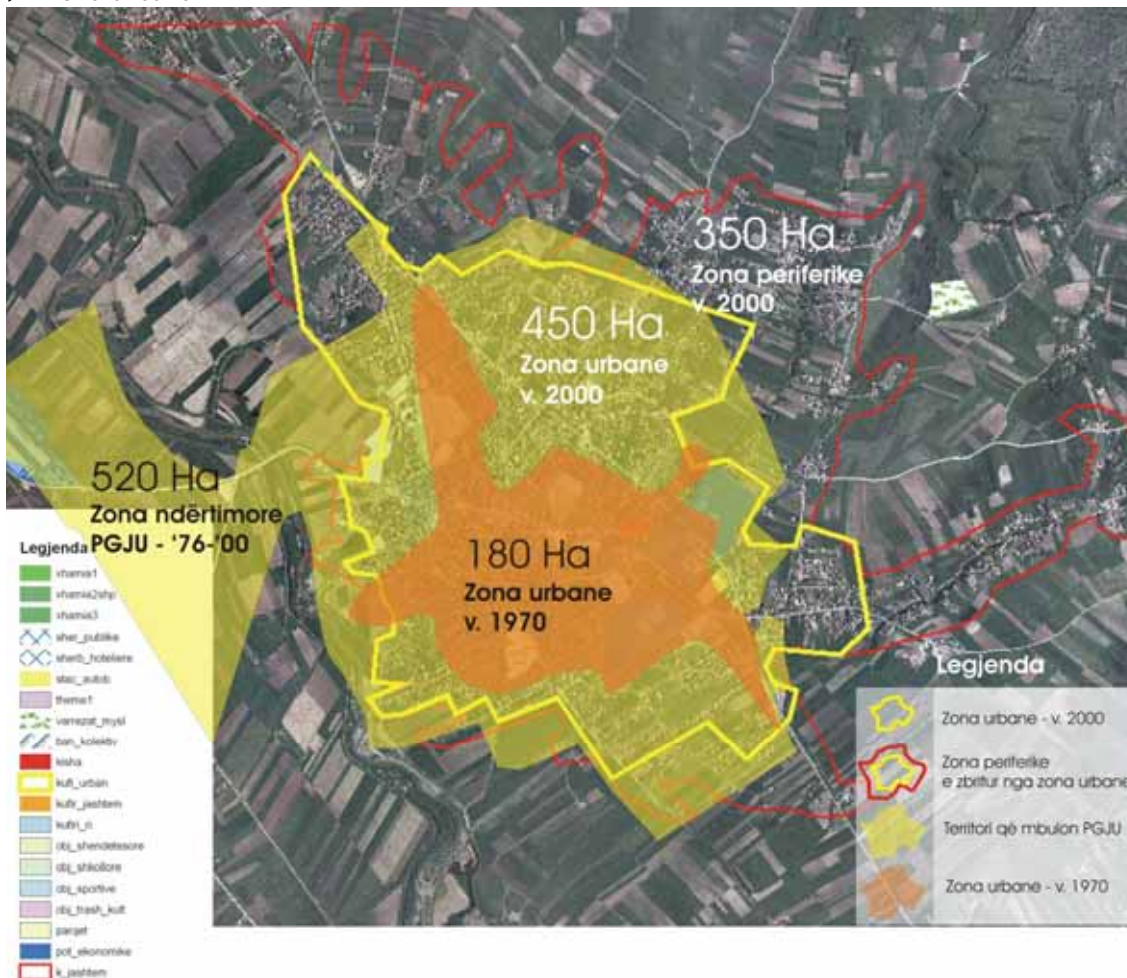 350 Ha
Zona periferike
v. 2000
450 Ha
Zona urbane
v. 2000
520 Ha
Zona ndërtimore
PGJU - '76-'00
180 Ha
Zona urbane
v. 1970
Legjenda
xhamia1
xhamia2shp
xhamia3
sher_publike
sherb_hoteliere
stac_autob
theme1
varrezat_mysl
ban_kolektiv
kisha
kufi_urban
kufir_jashtem
kufiri_ri
obj_shendetesore
obj_shkollore
obj_sportive
obj_trash_kult
parqet
pot_ekonomike
k_jashtem
Legjenda
Zona urbane - v. 2000
Zona periferike
e zbritur nga zona urbane
Territori që mbulon PGJU
Zona urbane - v. 1970